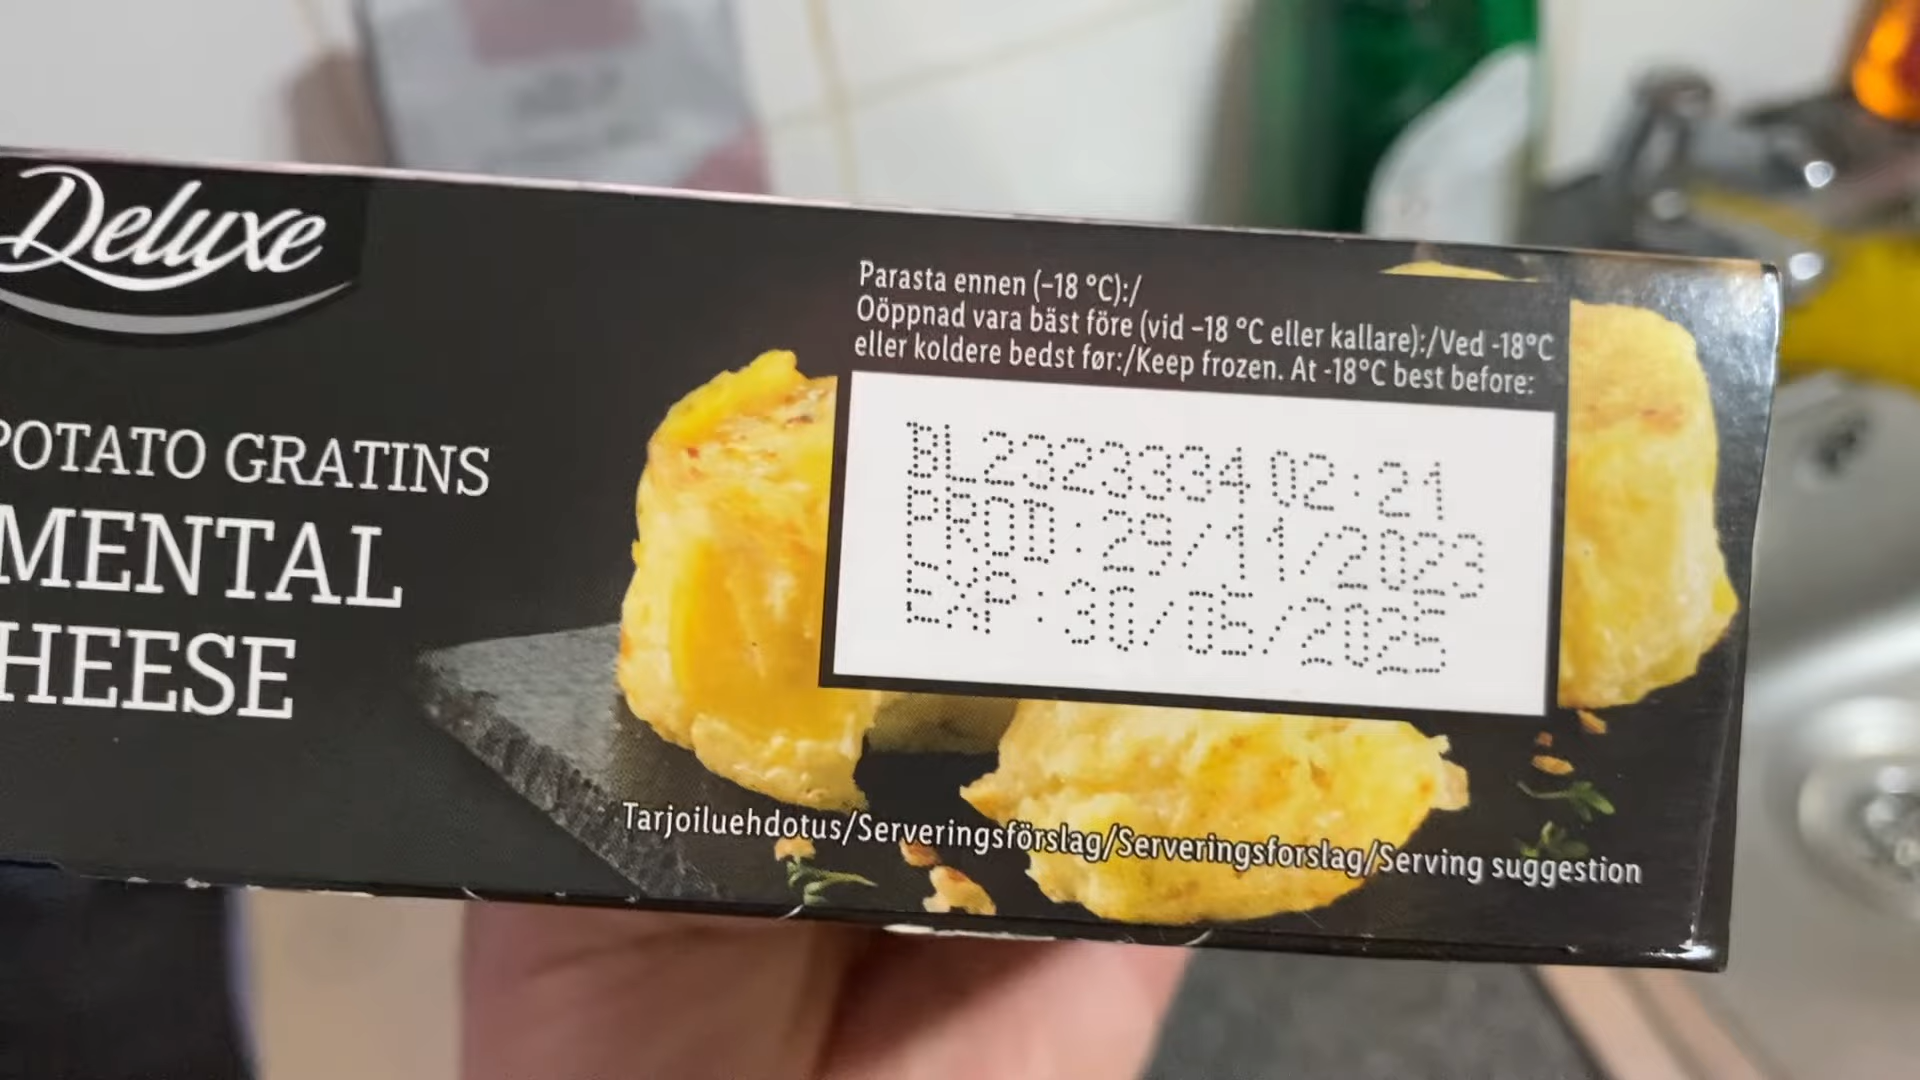 Deluxe
POTATO GRATINS
MENTAL
HEESE
Parasta ennen (-18 °C):/
Oöppnad vara bäst före (vid -18 °C eller kallare):/Ved -18°C
eller koldere bedst før:/Keep frozen. At -18°C best before:
BL2323334 02:21
PROD:29/11/2023
EXP:30/05/2025
Tarjoiluehdotus/Serveringsförslag/Serveringsforslag/Serving suggestion